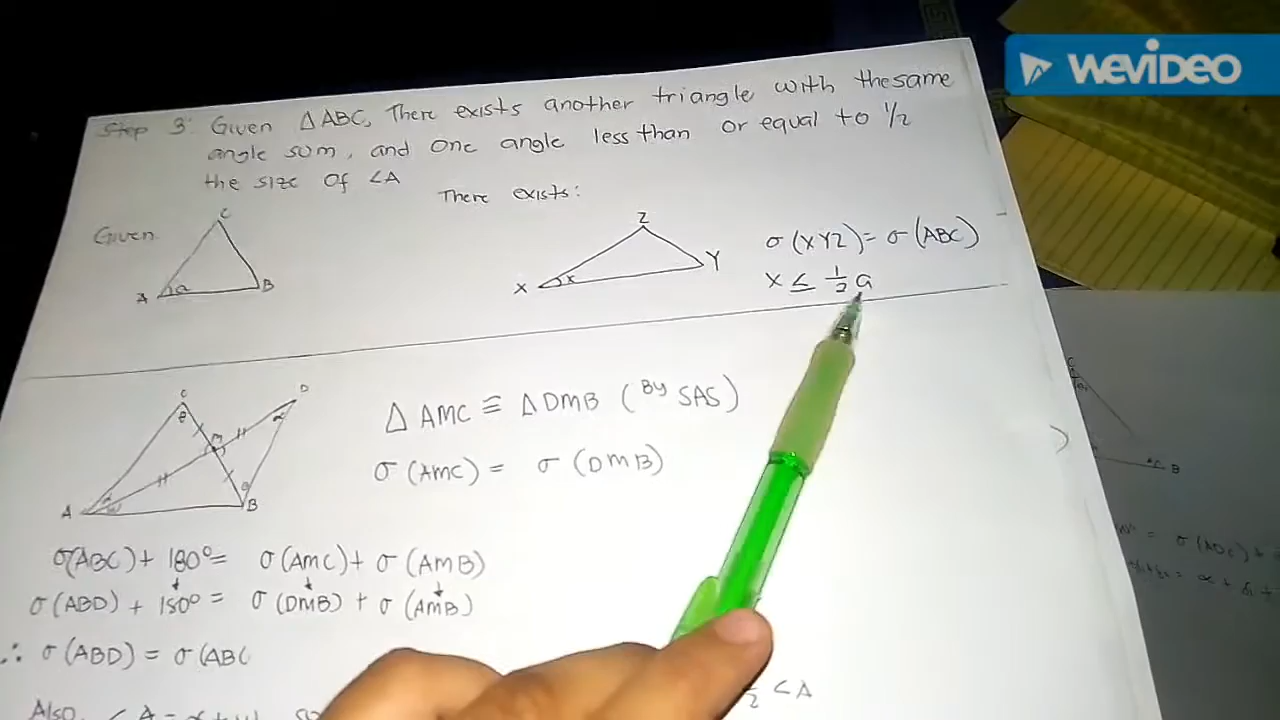 WEVIDEO
Step 3: Given △ABC, There exists another triangle with the same
angle sum, and one angle less than or equal to 1/2
the size of ∠A
There exists:
Given
C
A a B
Z
X x Y
σ(XYZ) = σ(ABC)
x ≤ 1/2 a
C D
M
A B
△AMC ≅ △DMB (By SAS)
σ(AMC) = σ(DMB)
σ(ABC) + 180° = σ(AMC) + σ(AMB)
σ(ABD) + 180° = σ(DMB) + σ(AMB)
∴ σ(ABD) = σ(ABC
Also,
∠A
C
B